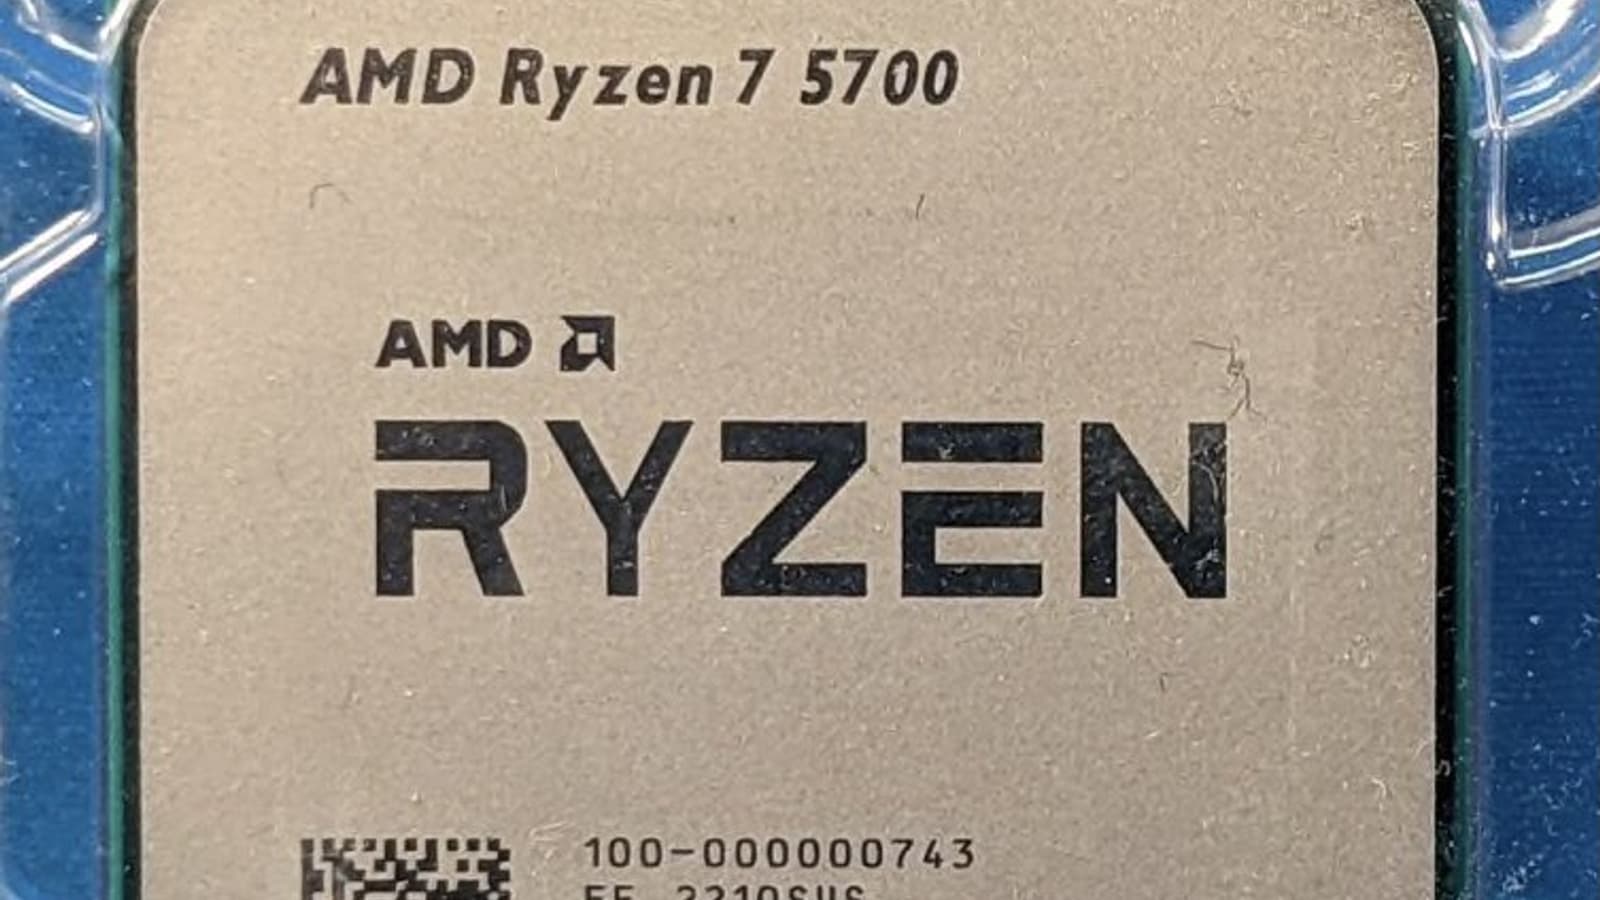 AMD Ryzen 7 5700
AMD
RYZEN
100-000000743